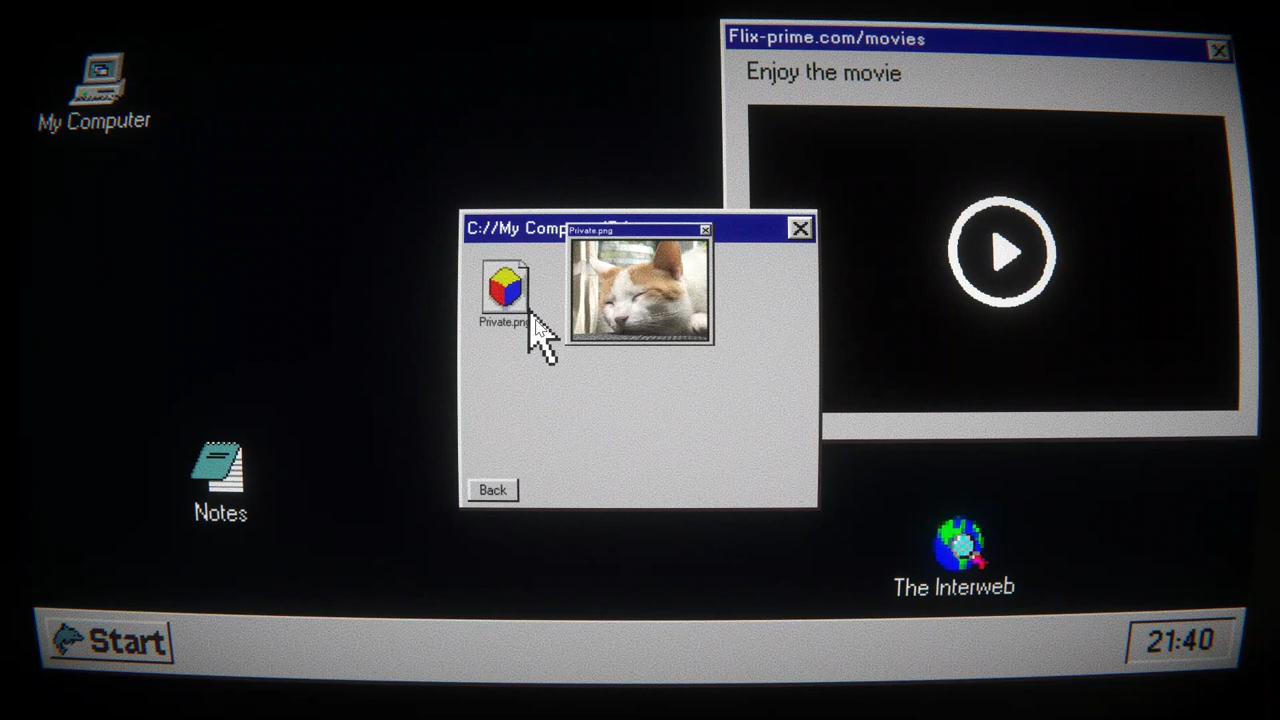 Flix-prime.com/movies
Enjoy the movie
My Computer
C://My Comp
Private.png
Private.png
Back
Notes
The Interweb
Start
21:40